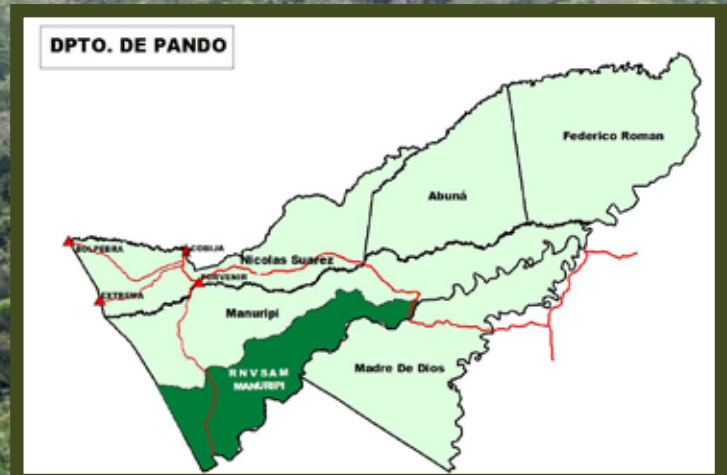 DPTO. DE PANDO
Federico Roman
Abuná
BOLPEBRA
COBIJA
Nicolas Suarez
PORVENIR
EXTREMA
Manuripi
R N V S A M
MANURIPI
Madre De Dios